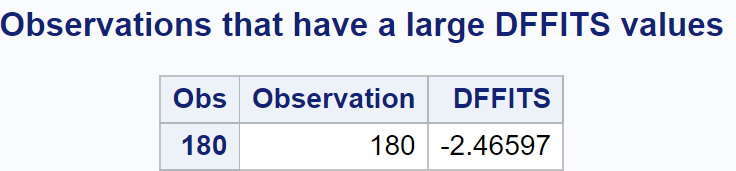 Observations that have a large DFFITS values
Obs Observation DFFITS
180 180 -2.46597